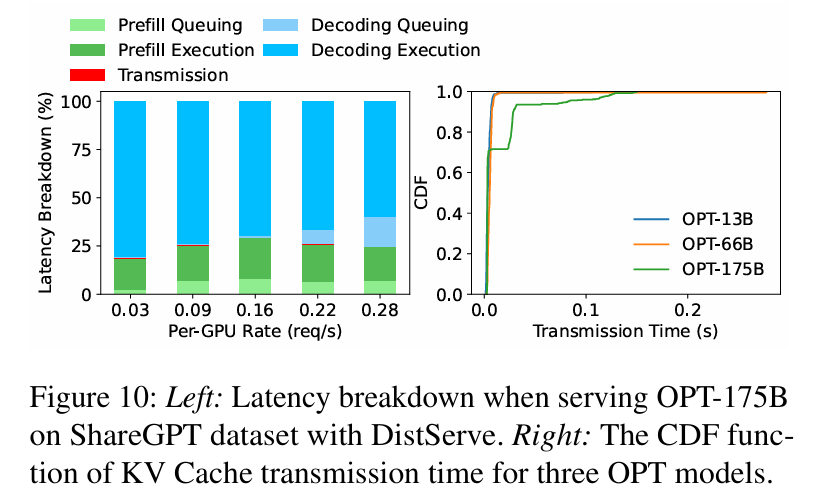 Prefill Queuing
Decoding Queuing
Prefill Execution
Decoding Execution
Transmission
Latency Breakdown (%)
100
75
50
25
0
0.03 0.09 0.16 0.22 0.28
Per-GPU Rate (req/s)
CDF
1.0
0.8
0.6
0.4
0.2
0.0
OPT-13B
OPT-66B
OPT-175B
0.0 0.1 0.2
Transmission Time (s)
Figure 10: Left: Latency breakdown when serving OPT-175B
on ShareGPT dataset with DistServe. Right: The CDF func-
tion of KV Cache transmission time for three OPT models.